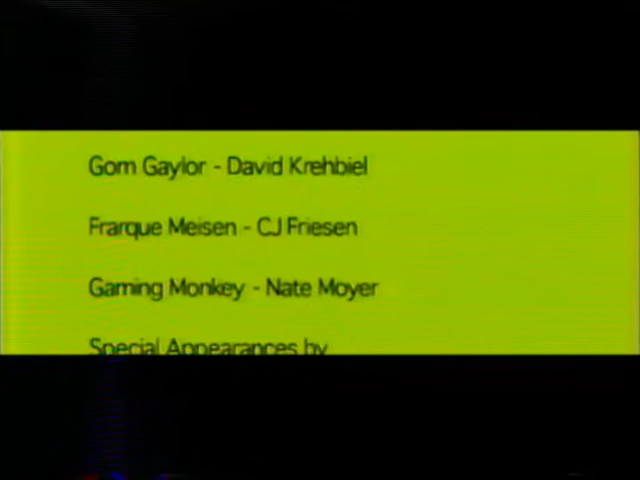 Gorn Gaylor - David Krehbiel
Frarque Meisen - CJ Friesen
Gaming Monkey - Nate Moyer
Special Appearances by